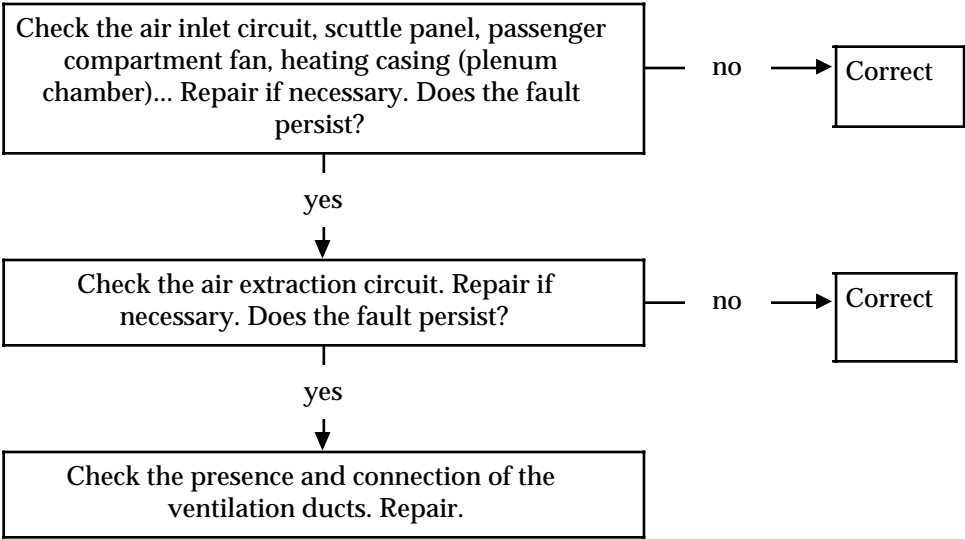 Check the air inlet circuit, scuttle panel, passenger
compartment fan, heating casing (plenum
chamber)... Repair if necessary. Does the fault
persist?
no
Correct
yes
Check the air extraction circuit. Repair if
necessary. Does the fault persist?
no
Correct
yes
Check the presence and connection of the
ventilation ducts. Repair.